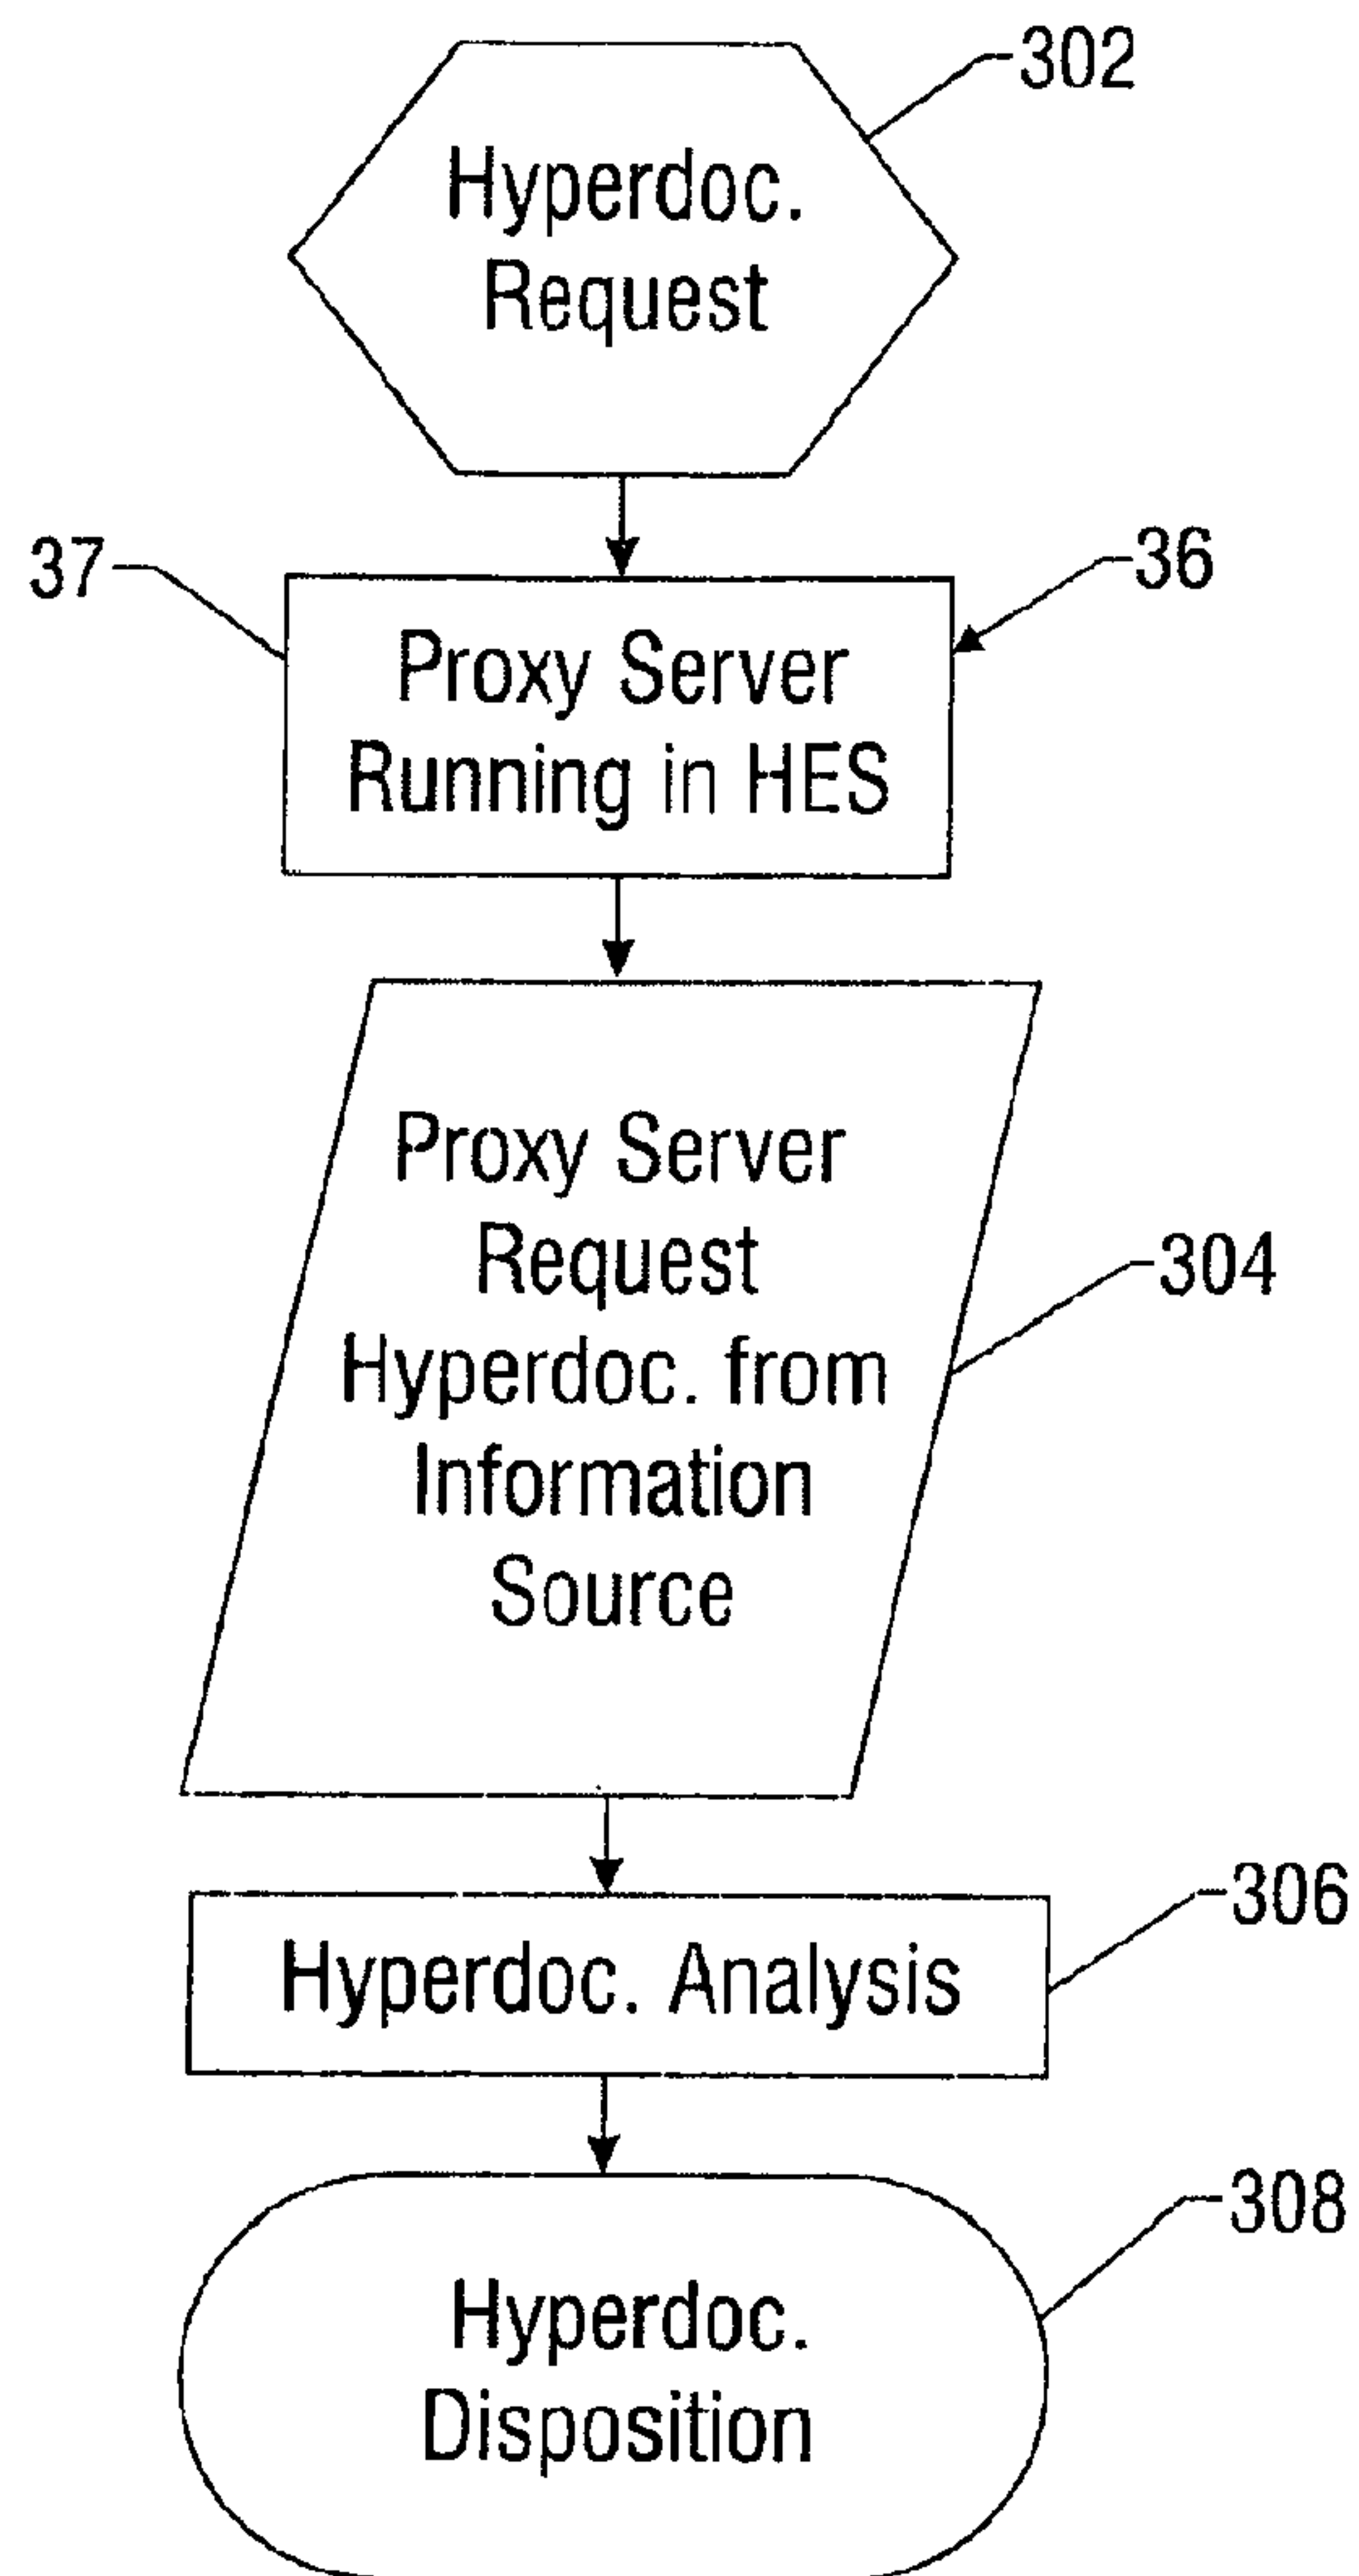 302
Hyperdoc.
Request
37
36
Proxy Server
Running in HES
Proxy Server
Request
Hyperdoc. from
Information
Source
304
306
Hyperdoc. Analysis
308
Hyperdoc.
Disposition